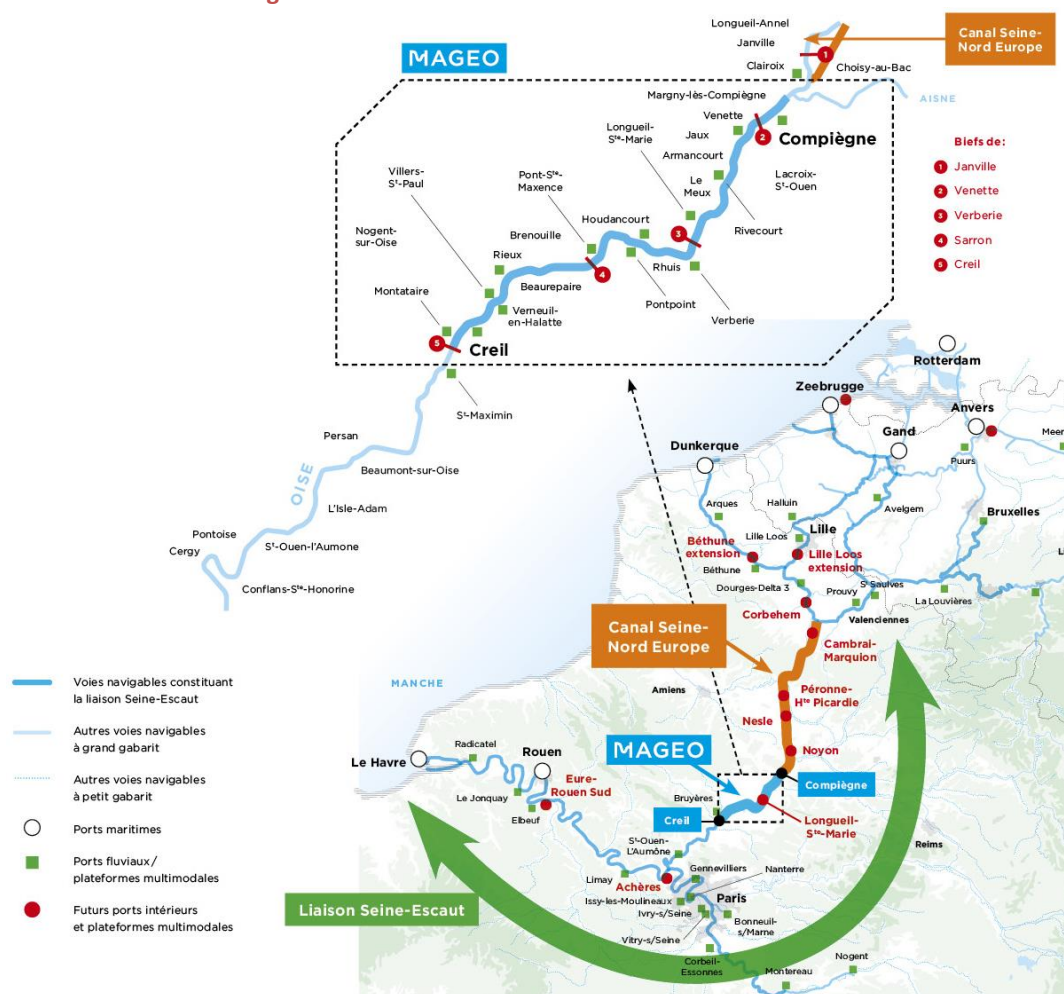 g
Longueil-Annel
Janville
Clairoix
Choisy-au-Bac
Canal Seine-
Nord Europe
MAGEO
AISNE
Margny-lès-Compiègne
Venette
Jaux
Compiègne
Longueil-
Sᵗᵉ-Marie
Armancourt
Lacroix-
Sᵗ-Ouen
Le
Meux
Rivecourt
Villers-
Sᵗ-Paul
Pont-Sᵗᵉ-
Maxence
Houdancourt
Nogent-
sur-Oise
Brenouille
Rieux
Beaurepaire
Rhuis
Pontpoint
Verberie
Montataire
Verneuil-
en-Halatte
Creil
Sᵗ-Maximin
1
2
3
4
5
Biefs de :
1 Janville
2 Venette
3 Verberie
4 Sarron
5 Creil
Persan
Beaumont-sur-Oise
OISE
L'Isle-Adam
Pontoise
Cergy
Sᵗ-Ouen-l'Aumone
Conflans-Sᵗᵉ-Honorine
Rotterdam
Zeebrugge
Anvers
Gand
Meer
Dunkerque
Puurs
Arques
Halluin
Avelgem
Bruxelles
Lille
Lille Loos
Béthune
extension
Lille Loos
extension
Béthune
Dourges-Delta 3
Prouvy
Sᵗ Saulves
La Louvières
Li
Corbehem
Valenciennes
Canal Seine-
Nord Europe
Cambrai-
Marquion
MANCHE
Amiens
Péronne-
Hᵗᵉ Picardie
Nesle
Noyon
MAGEO
Compiègne
Le Havre
Radicatel
Rouen
Eure-
Rouen Sud
Le Jonquay
Elbeuf
Bruyères
Creil
Longueil-
Sᵗᵉ-Marie
Reims
Sᵗ-Ouen-
L'Aumône
Gennevilliers
Nanterre
Limay
Achères
Issy-les-Moulineaux
Paris
Ivry-s/Seine
Bonneuil-
s/Marne
Vitry-s/Seine
Corbeil-
Essonnes
Nogent
Montereau
Liaison Seine-Escaut
Voies navigables constituant
la liaison Seine-Escaut
Autres voies navigables
à grand gabarit
Autres voies navigables
à petit gabarit
Ports maritimes
Ports fluviaux/
plateformes multimodales
Futurs ports intérieurs
et plateformes multimodales